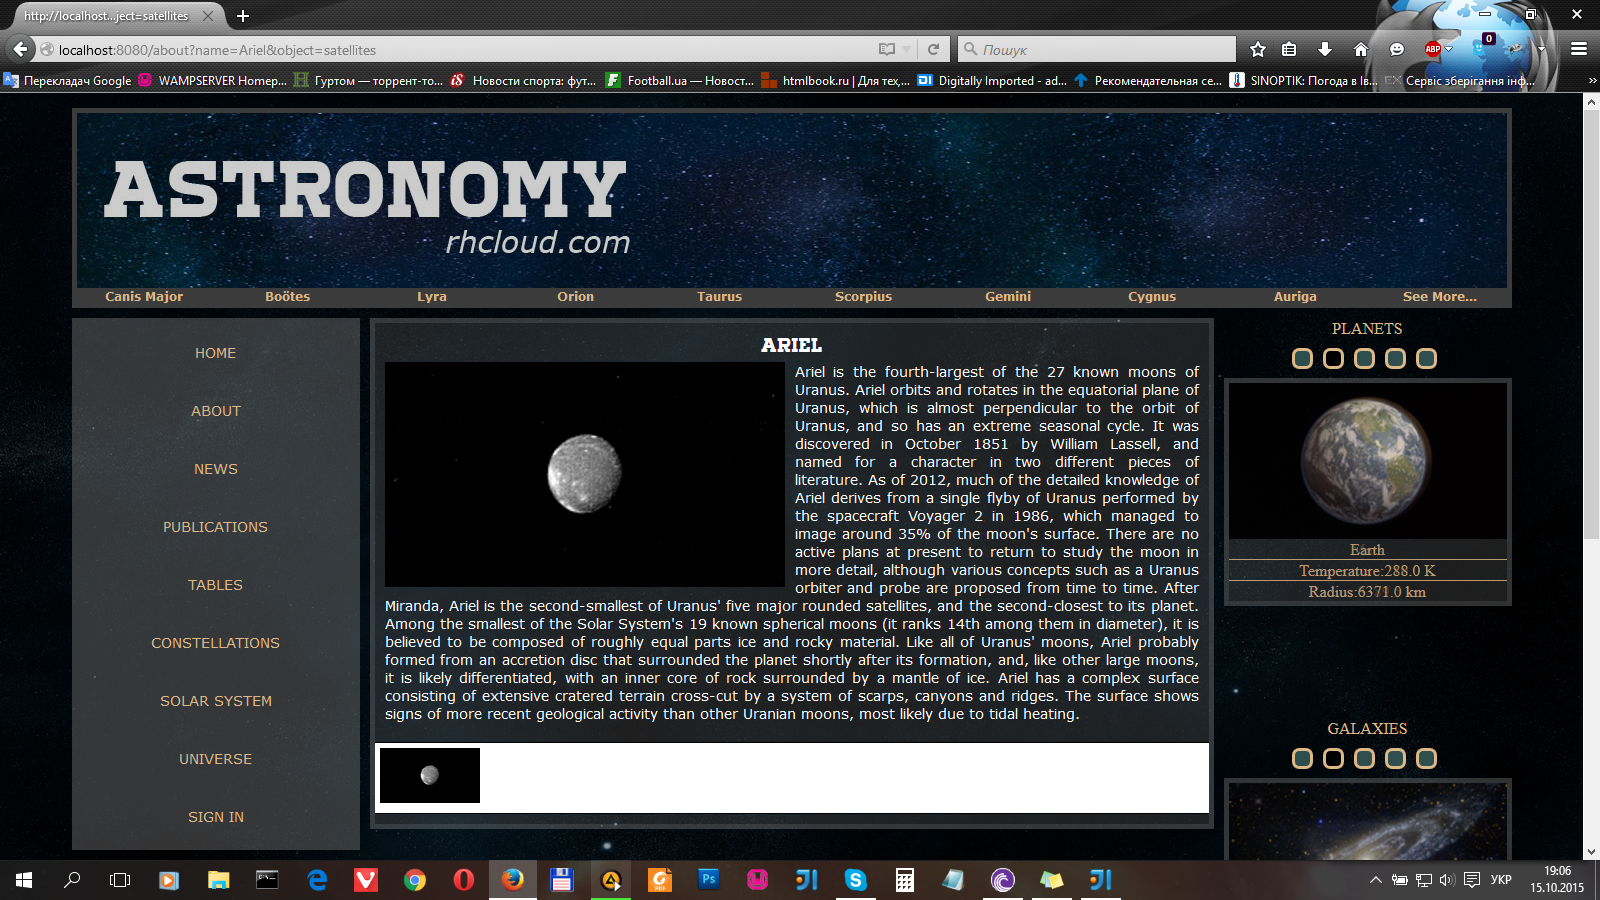 http://localhost...ject=satellites
localhost:8080/about?name=Ariel&object=satellites
Пошук
ABP
0
Перекладач Google
WAMPSERVER Homep...
Гуртом — торрент-то...
Новости спорта: фут...
Football.ua — Новост...
htmlbook.ru | Для тех,...
Digitally Imported - ad...
Рекомендательная се...
SINOPTIK: Погода в Ів...
Сервіс зберігання інф...
ASTRONOMY
rhcloud.com
Canis Major Boötes Lyra Orion Taurus Scorpius Gemini Cygnus Auriga See More...
HOME
ABOUT
NEWS
PUBLICATIONS
TABLES
CONSTELLATIONS
SOLAR SYSTEM
UNIVERSE
SIGN IN
ARIEL
Ariel is the fourth-largest of the 27 known moons of
Uranus. Ariel orbits and rotates in the equatorial plane of
Uranus, which is almost perpendicular to the orbit of
Uranus, and so has an extreme seasonal cycle. It was
discovered in October 1851 by William Lassell, and
named for a character in two different pieces of
literature. As of 2012, much of the detailed knowledge of
Ariel derives from a single flyby of Uranus performed by
the spacecraft Voyager 2 in 1986, which managed to
image around 35% of the moon's surface. There are no
active plans at present to return to study the moon in
more detail, although various concepts such as a Uranus
orbiter and probe are proposed from time to time. After
Miranda, Ariel is the second-smallest of Uranus' five major rounded satellites, and the second-closest to its planet.
Among the smallest of the Solar System's 19 known spherical moons (it ranks 14th among them in diameter), it is
believed to be composed of roughly equal parts ice and rocky material. Like all of Uranus' moons, Ariel probably
formed from an accretion disc that surrounded the planet shortly after its formation, and, like other large moons,
it is likely differentiated, with an inner core of rock surrounded by a mantle of ice. Ariel has a complex surface
consisting of extensive cratered terrain cross-cut by a system of scarps, canyons and ridges. The surface shows
signs of more recent geological activity than other Uranian moons, most likely due to tidal heating.
PLANETS
Earth
Temperature:288.0 K
Radius:6371.0 km
GALAXIES
УКР
19:06
15.10.2015